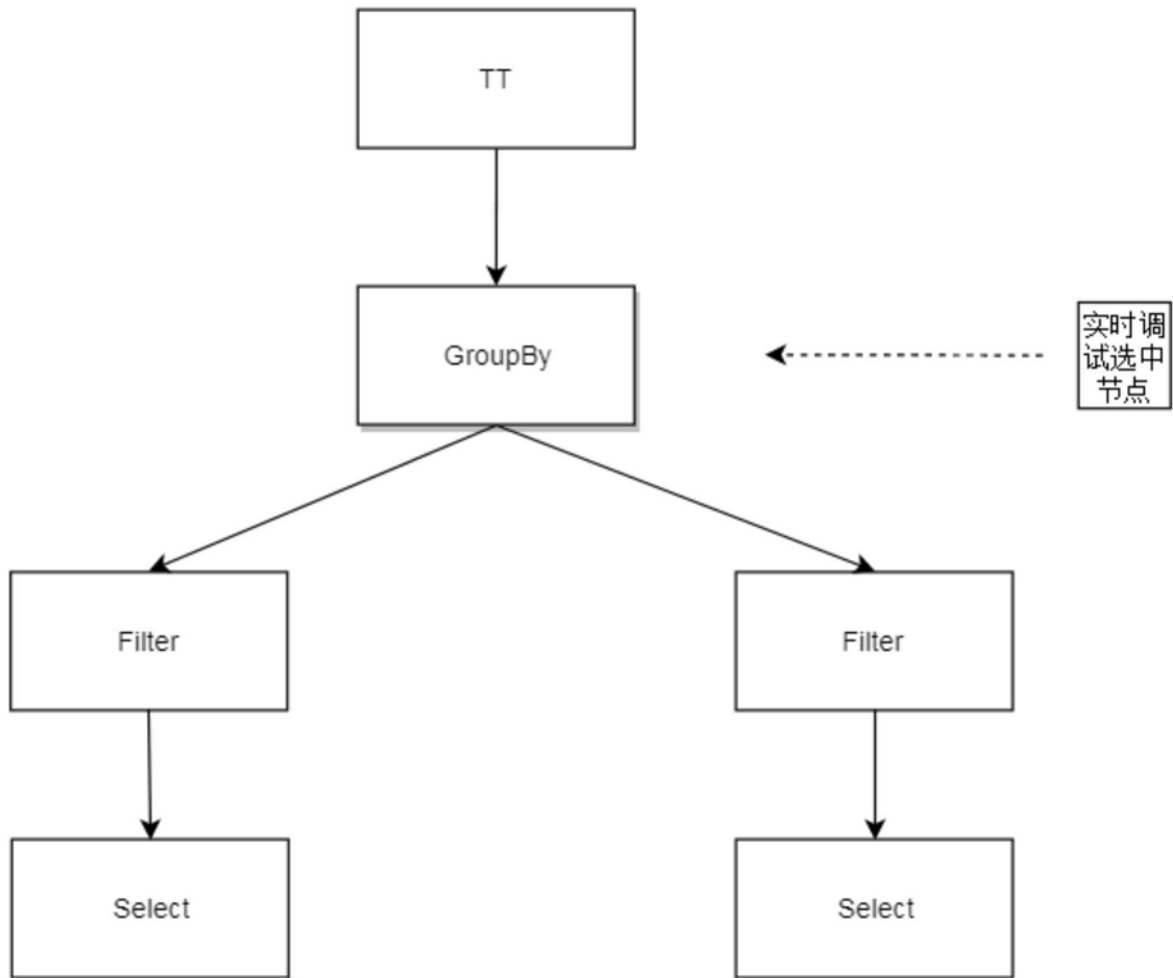 TT
GroupBy
实时调
试选中
节点
Filter
Filter
Select
Select